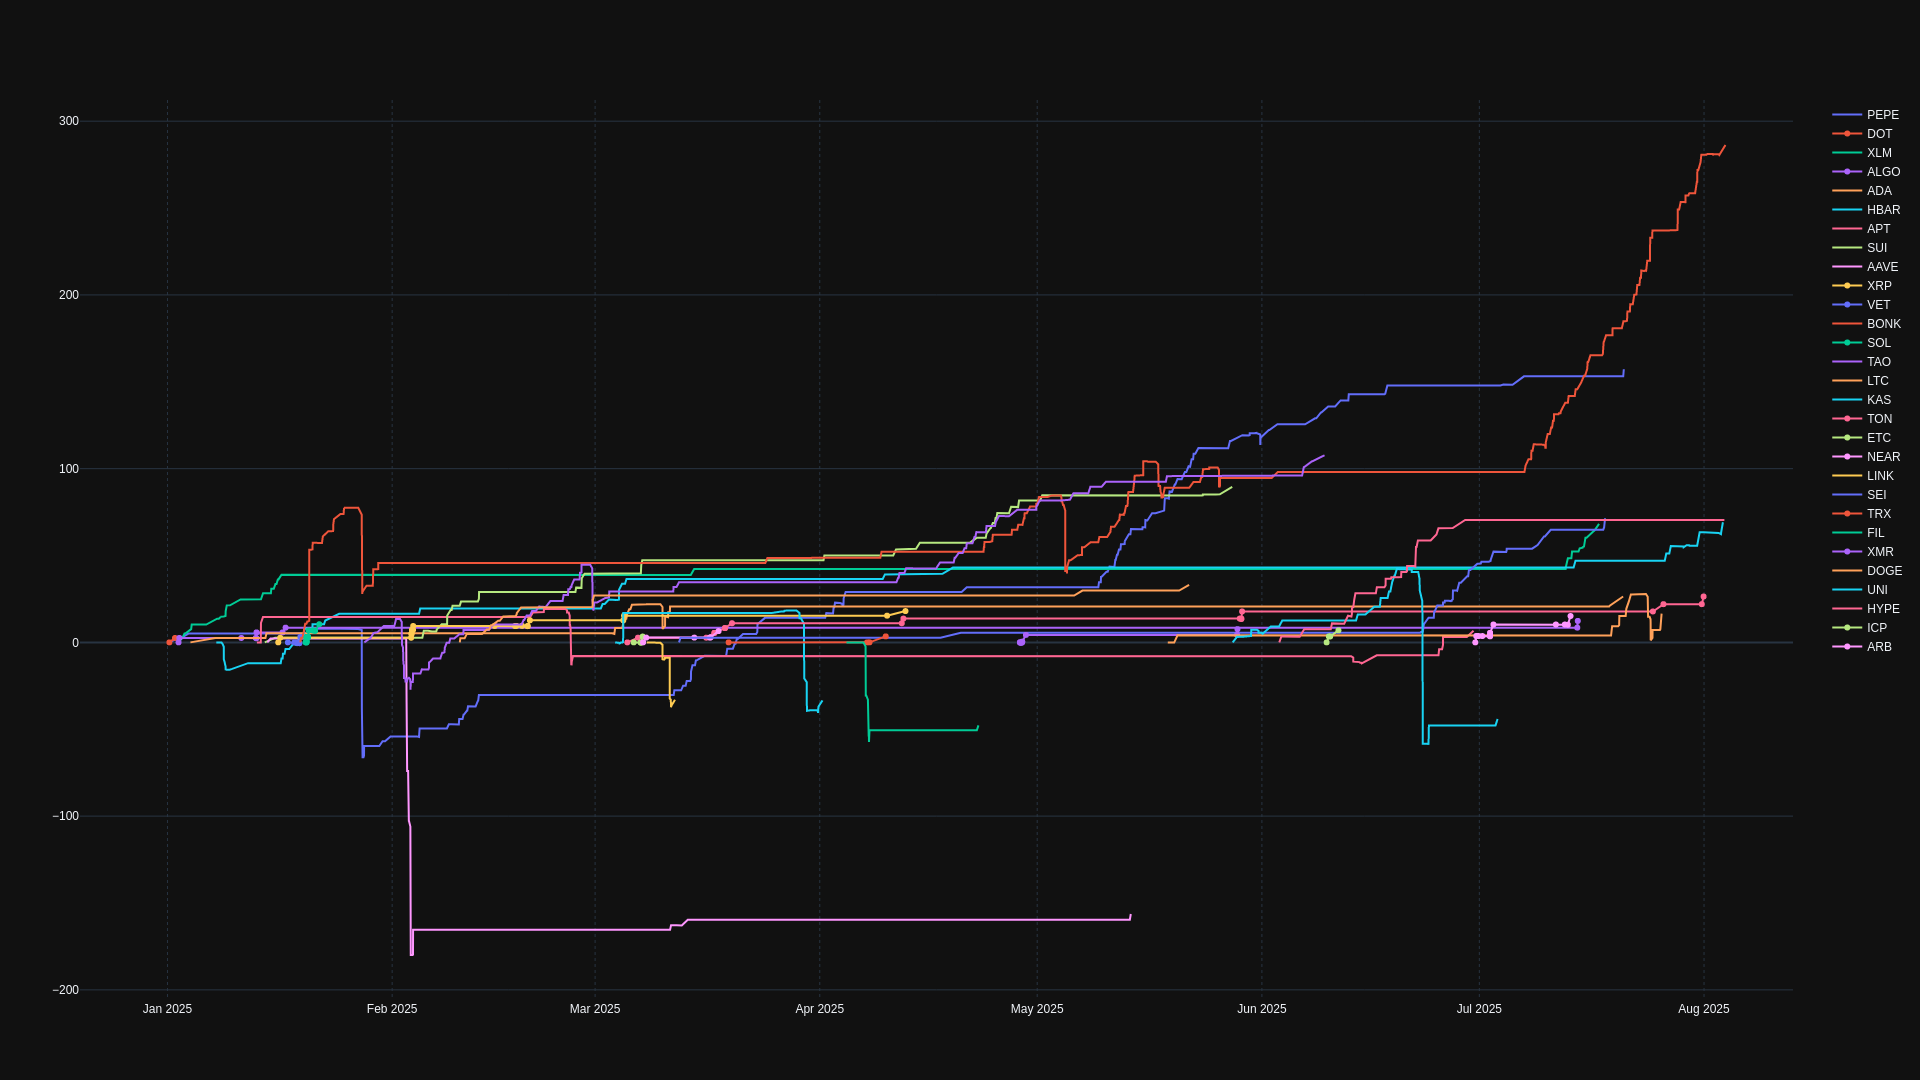 300
200
100
0
−100
−200
Jan 2025
Feb 2025
Mar 2025
Apr 2025
May 2025
Jun 2025
Jul 2025
Aug 2025
PEPE
DOT
XLM
ALGO
ADA
HBAR
APT
SUI
AAVE
XRP
VET
BONK
SOL
TAO
LTC
KAS
TON
ETC
NEAR
LINK
SEI
TRX
FIL
XMR
DOGE
UNI
HYPE
ICP
ARB